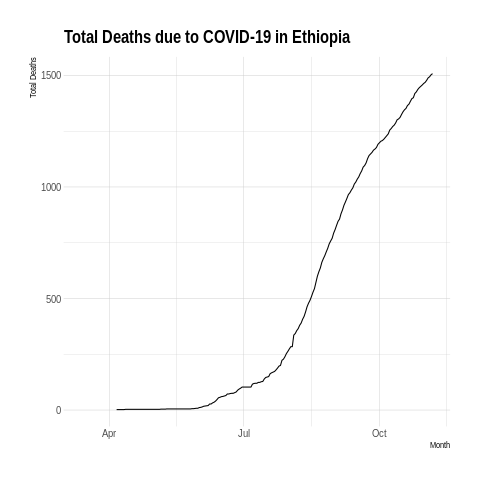 Total Deaths due to COVID-19 in Ethiopia
Total Deaths
1500
1000
500
0
Apr
Jul
Oct
Month